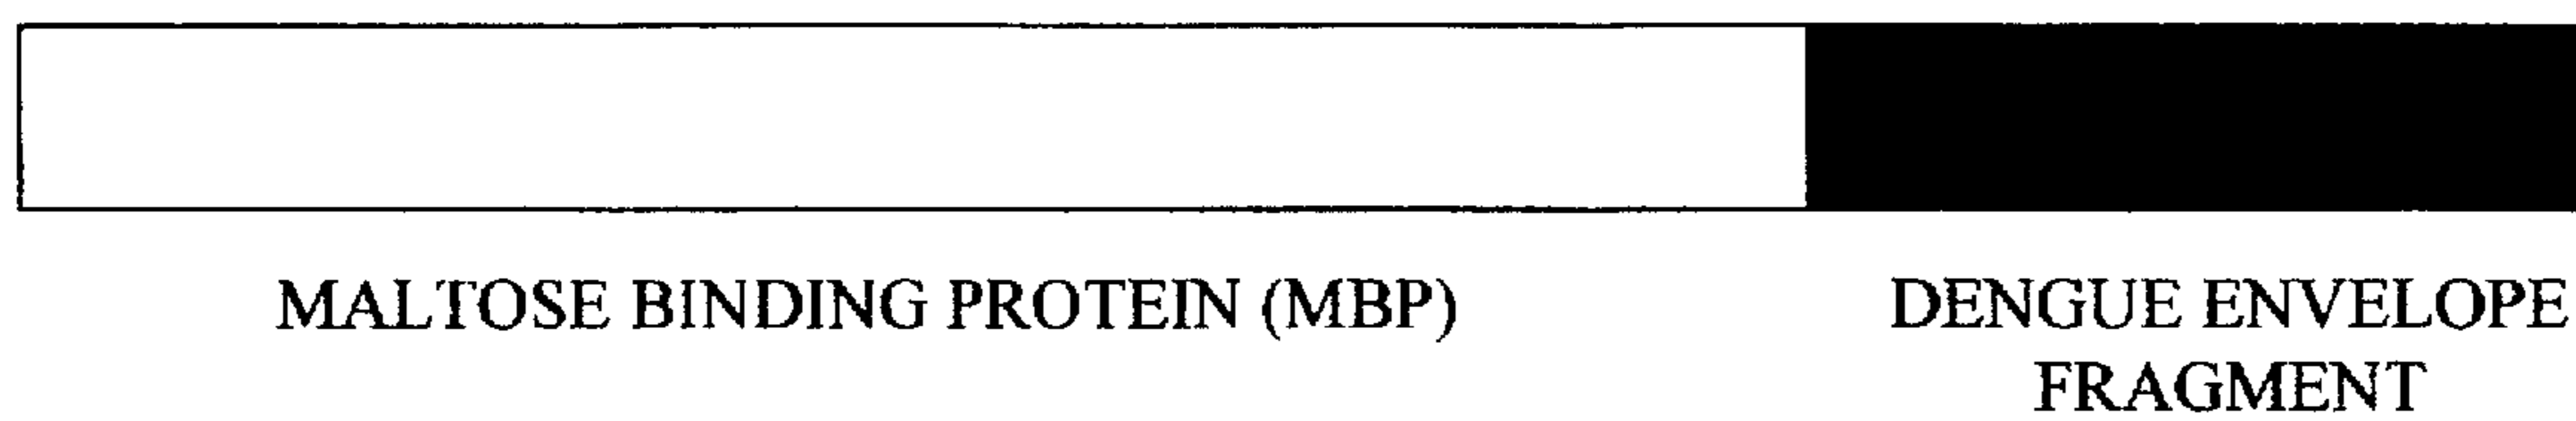 MALTOSE BINDING PROTEIN (MBP)
DENGUE ENVELOPE
FRAGMENT